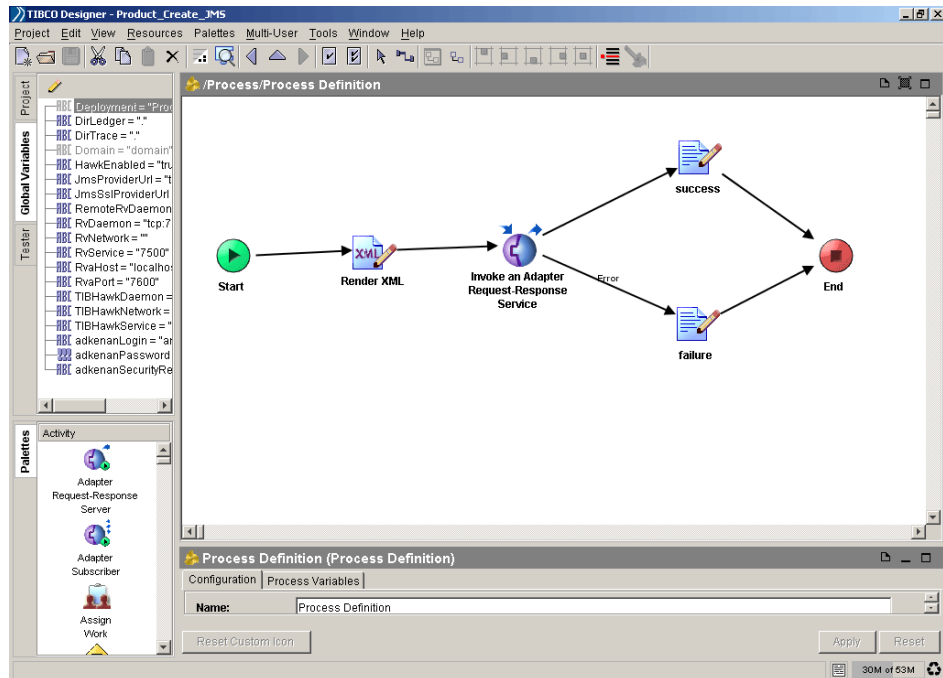 TIBCO Designer - Product_Create_JMS
Project Edit View Resources Palettes Multi-User Tools Window Help
Project
Global Variables
Tester
Deployment = "Proc
DirLedger = "."
DirTrace = "."
Domain = "domain"
HawkEnabled = "tru
JmsProviderUrl = "t
JmsSslProviderUrl
RemoteRvDaemon
RvDaemon = "tcp:7
RvNetwork = ""
RvService = "7500"
RvaHost = "localhos
RvaPort = "7600"
TIBHawkDaemon =
TIBHawkNetwork =
TIBHawkService = "
adkenanLogin = "ar
adkenanPassword
adkenanSecurityRe
/Process/Process Definition
Start
Render XML
Invoke an Adapter
Request-Response
Service
success
Error
failure
End
Palettes
Activity
Adapter
Request-Response
Server
Adapter
Subscriber
Assign
Work
Process Definition (Process Definition)
Configuration Process Variables
Name: Process Definition
Reset Custom Icon Apply Reset
30M of 53M